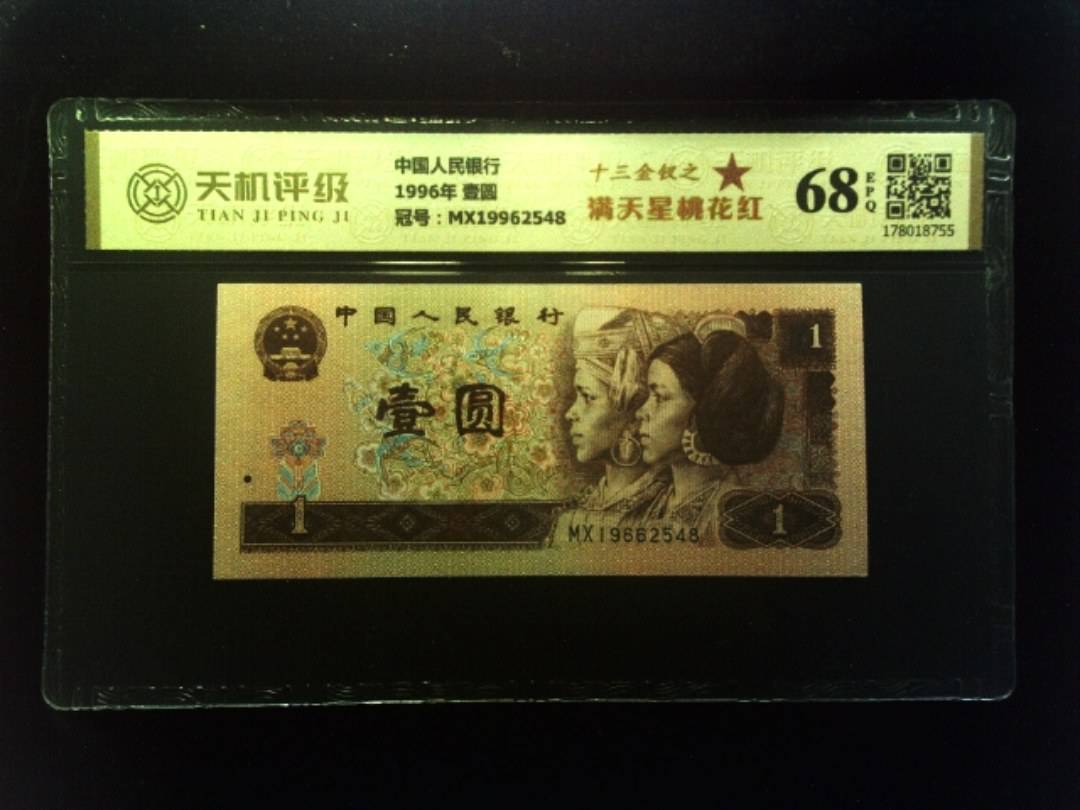 天机评级
TIAN JI PING JI
中国人民银行
1996年 壹圆
冠号：MX19962548
十三金钗之
满天星桃花红
68
EPQ
178018755
中国人民银行
1
壹圆
1
MX19662548
1